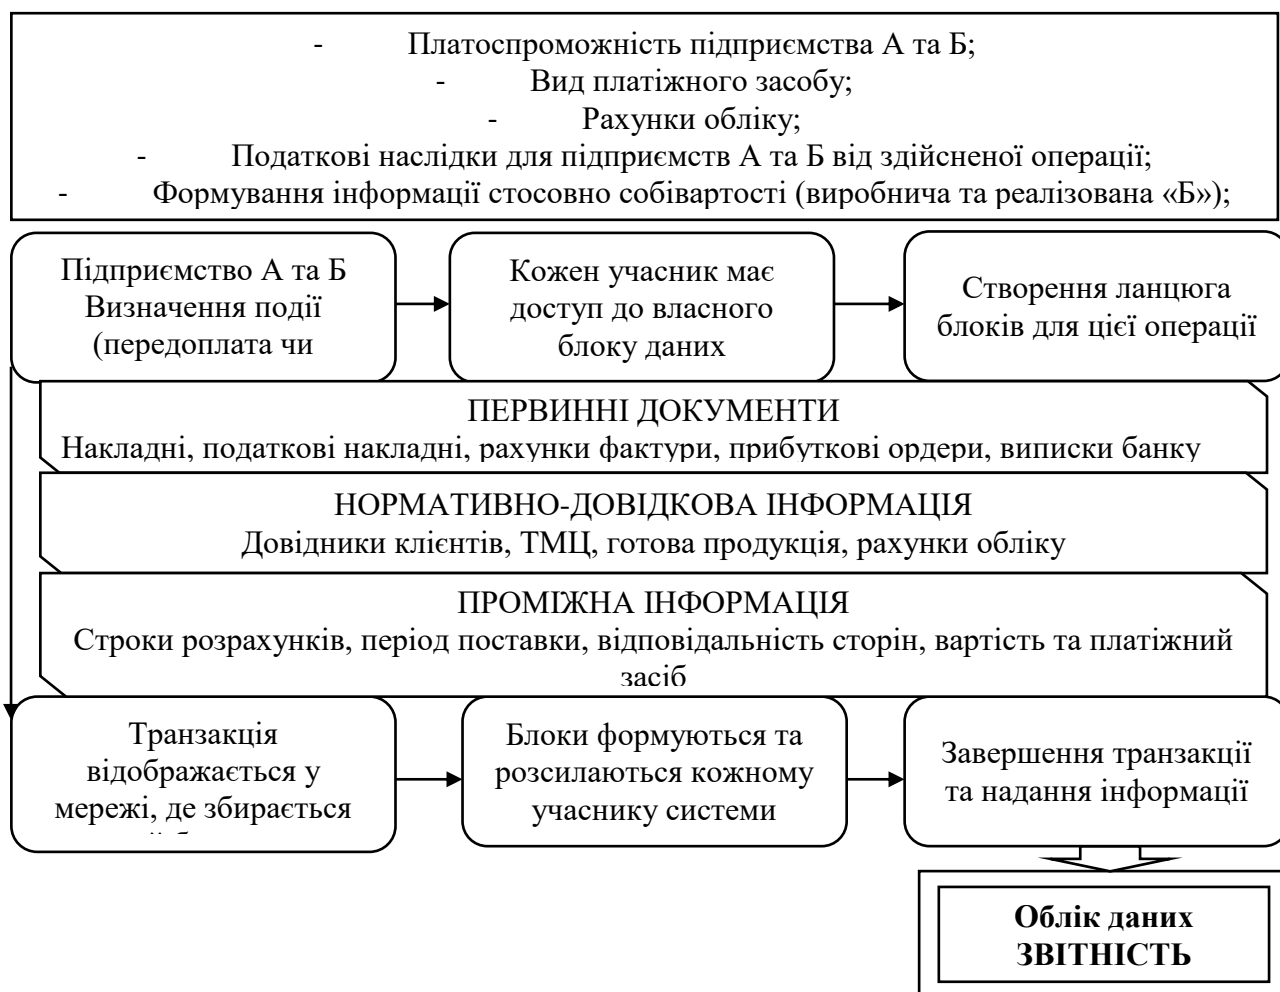 - Платоспроможність підприємства А та Б;
- Вид платіжного засобу;
- Рахунки обліку;
- Податкові наслідки для підприємств А та Б від здійсненої операції;
- Формування інформації стосовно собівартості (виробнича та реалізована «Б»);
Підприємство А та Б
Визначення події
(передоплата чи
Кожен учасник має
доступ до власного
блоку даних
Створення ланцюга
блоків для цієї операції
ПЕРВИННІ ДОКУМЕНТИ
Накладні, податкові накладні, рахунки фактури, прибуткові ордери, виписки банку
НОРМАТИВНО-ДОВІДКОВА ІНФОРМАЦІЯ
Довідники клієнтів, ТМЦ, готова продукція, рахунки обліку
ПРОМІЖНА ІНФОРМАЦІЯ
Строки розрахунків, період поставки, відповідальність сторін, вартість та платіжний
засіб
Транзакція
відображається у
мережі, де збирається
Блоки формуються та
розсилаються кожному
учаснику системи
Завершення транзакції
та надання інформації
Облік даних
ЗВІТНІСТЬ